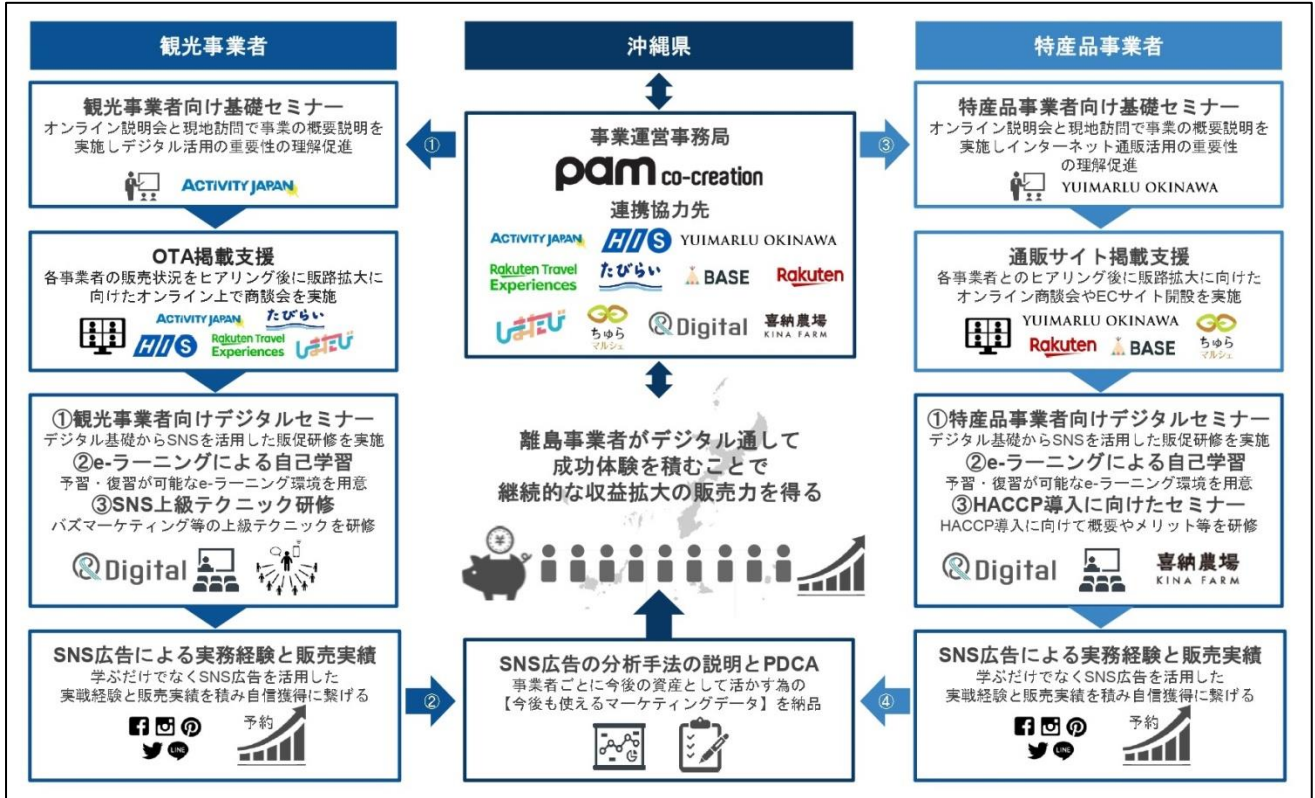 観光事業者
観光事業者向け基礎セミナー
オンライン説明会と現地訪問で事業の概要説明を
実施しデジタル活用の重要性の理解促進
ACTIVITY JAPAN
OTA掲載支援
各事業者の販売状況をヒアリング後に販路拡大に
向けたオンライン上で商談会を実施
ACTIVITY JAPAN
たびらい
HIS
Rakuten Travel
Experiences
しまたび
①観光事業者向けデジタルセミナー
デジタル基礎からSNSを活用した販促研修を実施
②e-ラーニングによる自己学習
予習・復習が可能なe-ラーニング環境を用意
③SNS上級テクニック研修
バズマーケティング等の上級テクニックを研修
&Digital
SNS広告による実務経験と販売実績
学ぶだけでなくSNS広告を活用した
実戦経験と販売実績を積み自信獲得に繋げる
予約
LINE
①
②
沖縄県
事業運営事務局
pam co-creation
連携協力先
ACTIVITY JAPAN
HIS
YUIMARLU OKINAWA
Rakuten Travel
Experiences
たびらい
BASE
Rakuten
しまたび
ちゅら
マルシェ
&Digital
喜納農場
KINA FARM
離島事業者がデジタル通して
成功体験を積むことで
継続的な収益拡大の販売力を得る
¥
SNS広告の分析手法の説明とPDCA
事業者ごとに今後の資産として活かす為の
【今後も使えるマーケティングデータ】を納品
③
④
特産品事業者
特産品事業者向け基礎セミナー
オンライン説明会と現地訪問で事業の概要説明を
実施しインターネット通販活用の重要性
の理解促進
YUIMARLU OKINAWA
通販サイト掲載支援
各事業者とのヒアリング後に販路拡大に向けた
オンライン商談会やECサイト開設を実施
YUIMARLU OKINAWA
Rakuten
BASE
ちゅら
マルシェ
①特産品事業者向けデジタルセミナー
デジタル基礎からSNSを活用した販促研修を実施
②e-ラーニングによる自己学習
予習・復習が可能なe-ラーニング環境を用意
③HACCP導入に向けたセミナー
HACCP導入に向けて概要やメリット等を研修
&Digital
喜納農場
KINA FARM
SNS広告による実務経験と販売実績
学ぶだけでなくSNS広告を活用した
実戦経験と販売実績を積み自信獲得に繋げる
予約
LINE